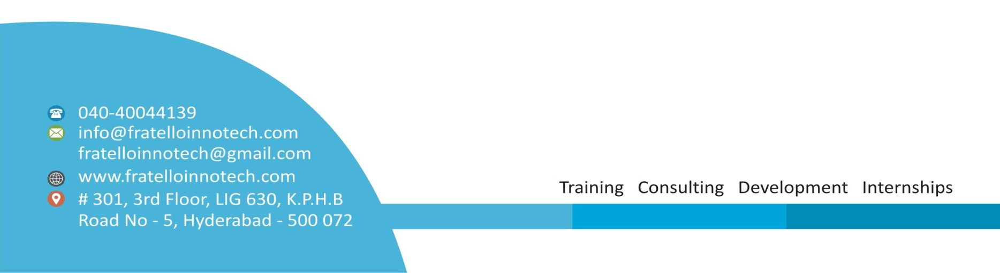 040-40044139
info@fratelloinnotech.com
fratelloinnotech@gmail.com
www.fratelloinnotech.com
# 301, 3rd Floor, LIG 630, K.P.H.B
Road No - 5, Hyderabad - 500 072
Training Consulting Development Internships